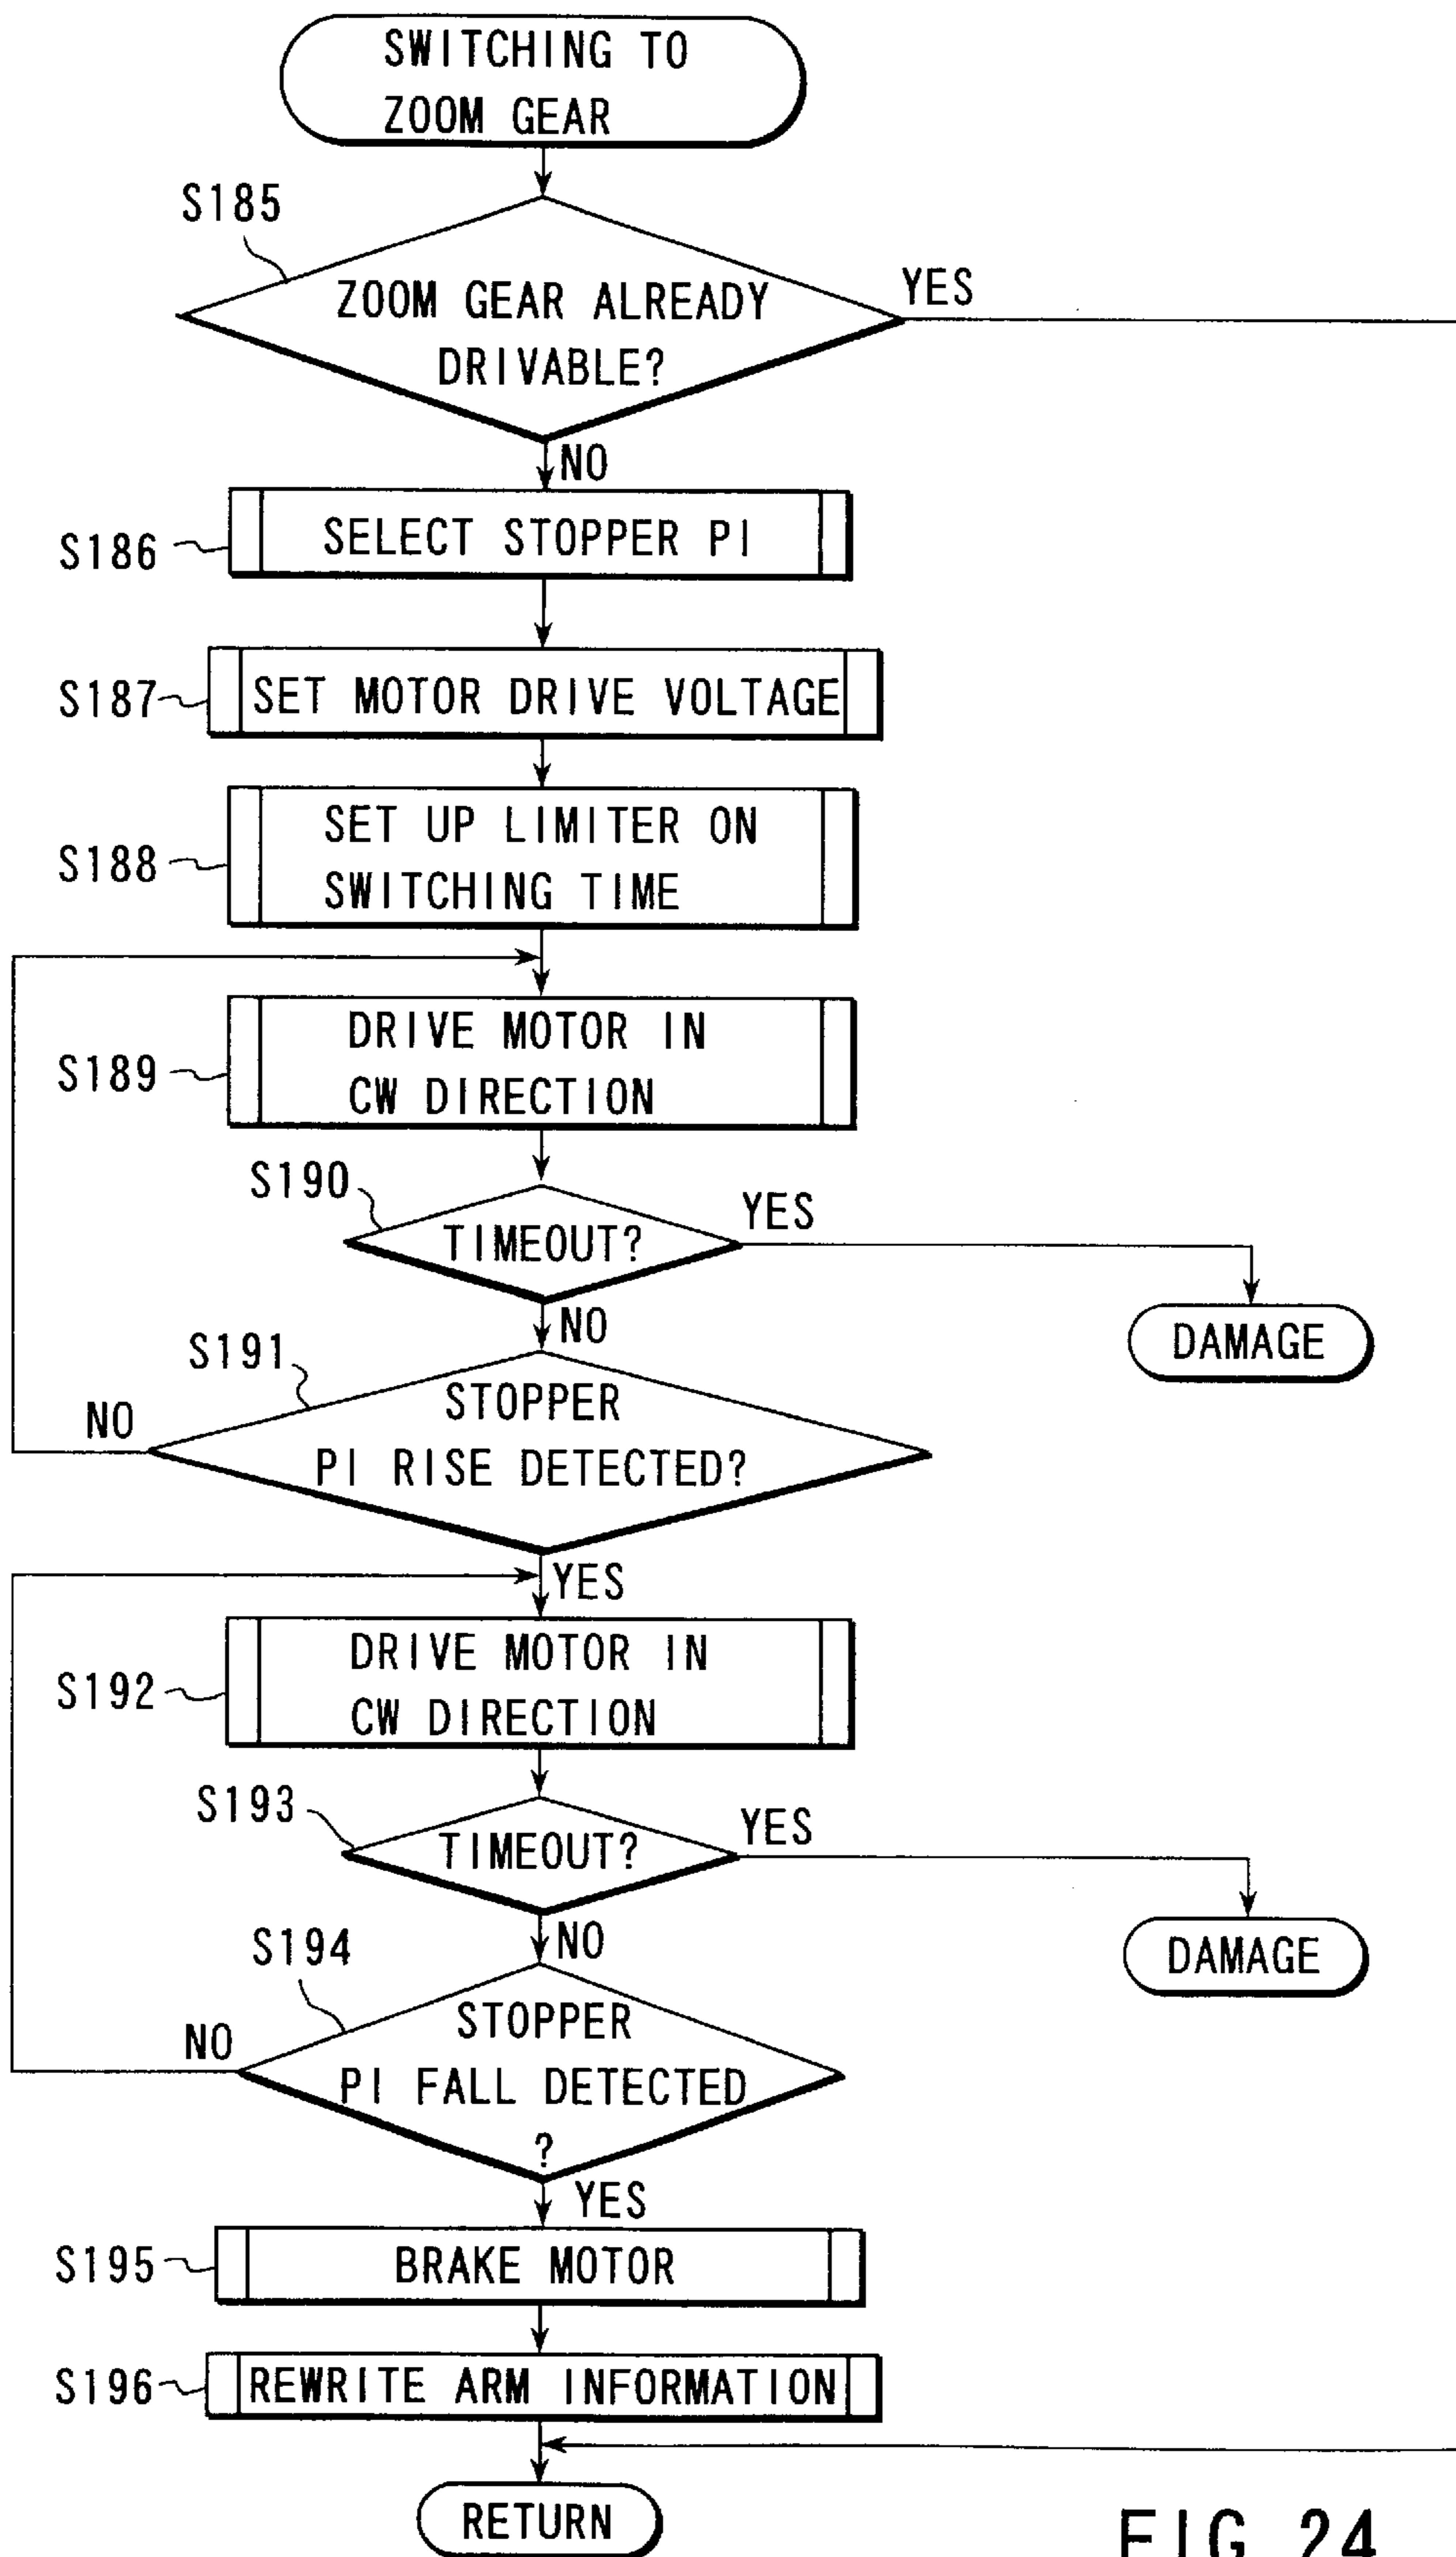 SWITCHING TO
ZOOM GEAR
S185
ZOOM GEAR ALREADY
DRIVABLE?
YES
NO
S186
SELECT STOPPER PI
S187
SET MOTOR DRIVE VOLTAGE
S188
SET UP LIMITER ON
SWITCHING TIME
S189
DRIVE MOTOR IN
CW DIRECTION
S190
TIMEOUT?
YES
NO
DAMAGE
S191
STOPPER
PI RISE DETECTED?
NO
YES
S192
DRIVE MOTOR IN
CW DIRECTION
S193
TIMEOUT?
YES
NO
DAMAGE
S194
STOPPER
PI FALL DETECTED
?
NO
YES
S195
BRAKE MOTOR
S196
REWRITE ARM INFORMATION
RETURN
FIG 24